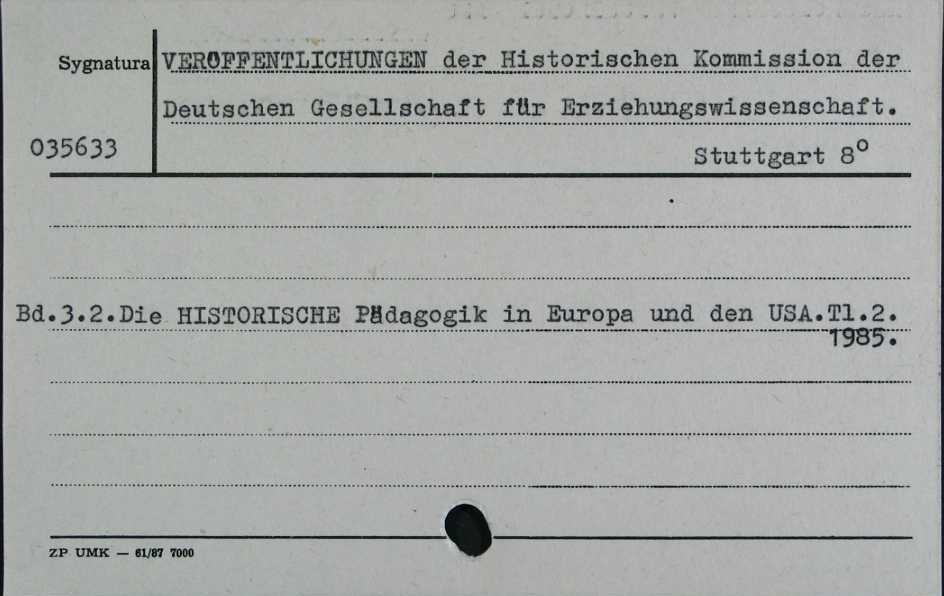 Sygnatura
VERÖFFENTLICHUNGEN der Historischen Kommission der
Deutschen Gesellschaft für Erziehungswissenschaft.
035633
Stuttgart 8°
Bd.3.2.Die HISTORISCHE Pädagogik in Europa und den USA.Tl.2.
1985.
ZP UMK — 61/87 7000